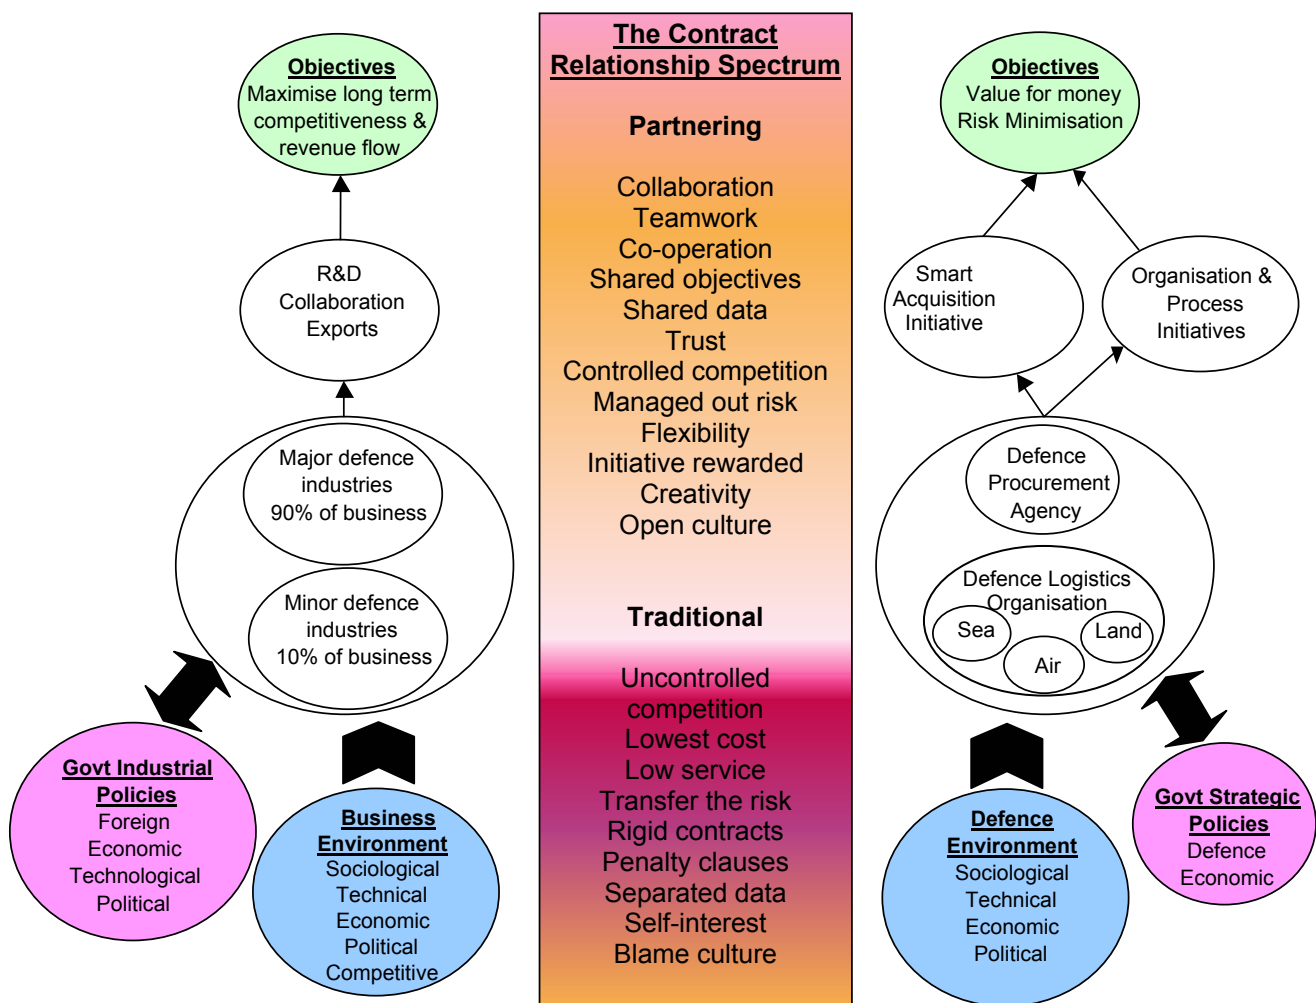 Objectives
Maximise long term
competitiveness &
revenue flow
R&D
Collaboration
Exports
Major defence
industries
90% of business
Minor defence
industries
10% of business
Govt Industrial
Policies
Foreign
Economic
Technological
Political
Business
Environment
Sociological
Technical
Economic
Political
Competitive
The Contract
Relationship Spectrum
Partnering
Collaboration
Teamwork
Co-operation
Shared objectives
Shared data
Trust
Controlled competition
Managed out risk
Flexibility
Initiative rewarded
Creativity
Open culture
Traditional
Uncontrolled
competition
Lowest cost
Low service
Transfer the risk
Rigid contracts
Penalty clauses
Separated data
Self-interest
Blame culture
Objectives
Value for money
Risk Minimisation
Smart
Acquisition
Initiative
Organisation &
Process
Initiatives
Defence
Procurement
Agency
Defence Logistics
Organisation
Sea
Land
Air
Defence
Environment
Sociological
Technical
Economic
Political
Govt Strategic
Policies
Defence
Economic